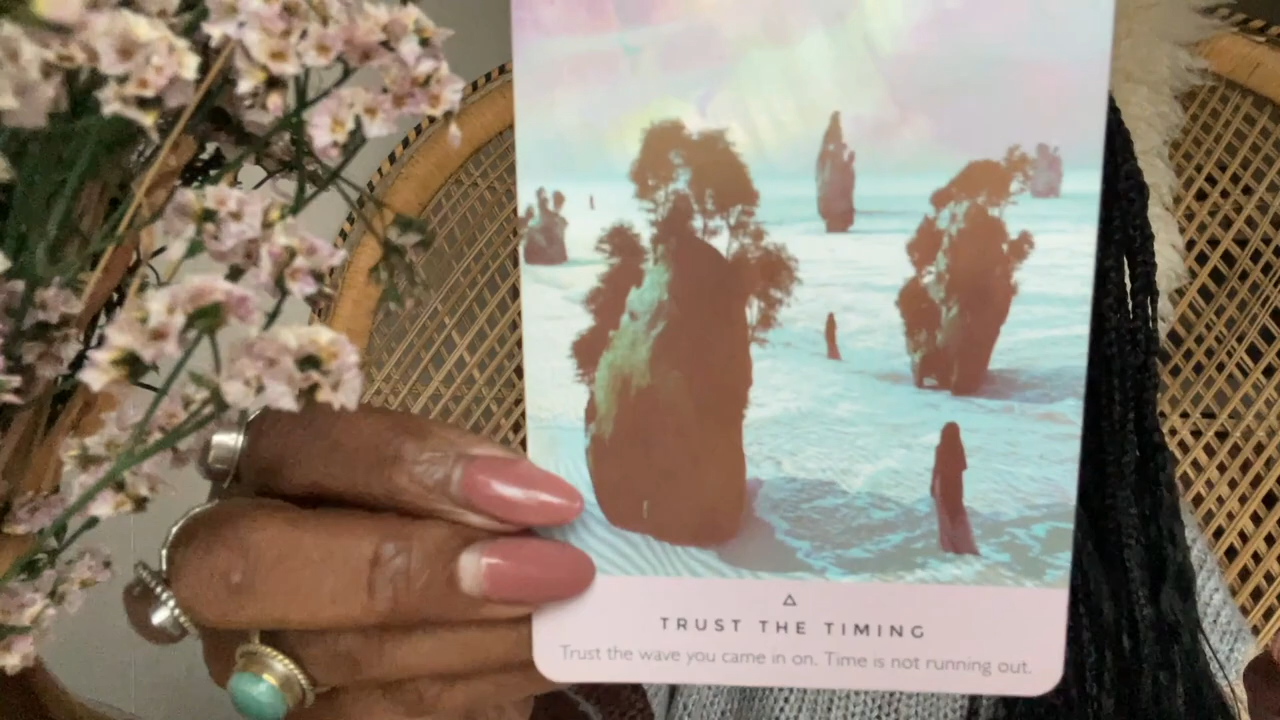 TRUST THE TIMING
Trust the wave you came in on. Time is not running out.